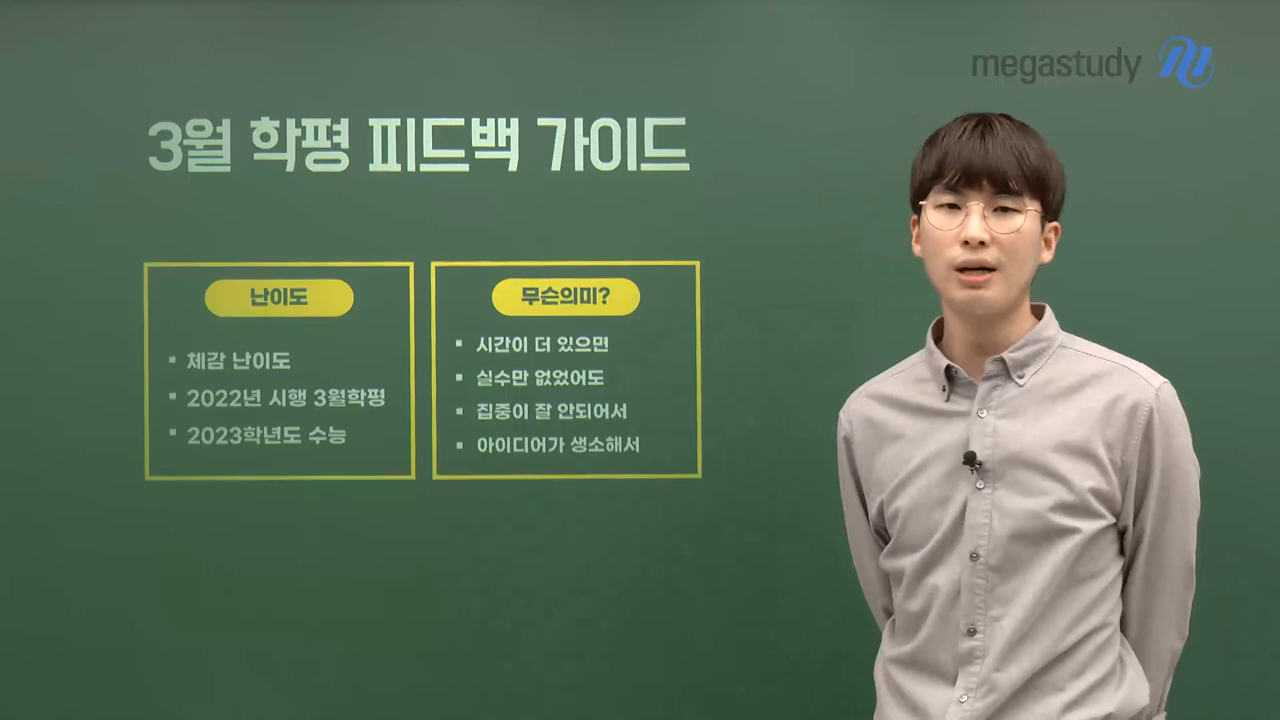 megastudy
3월 학평 피드백 가이드
난이도
체감 난이도
2022년 시행 3월학평
2023학년도 수능
무슨의미?
시간이 더 있으면
실수만 없었어도
집중이 잘 안되어서
아이디어가 생소해서